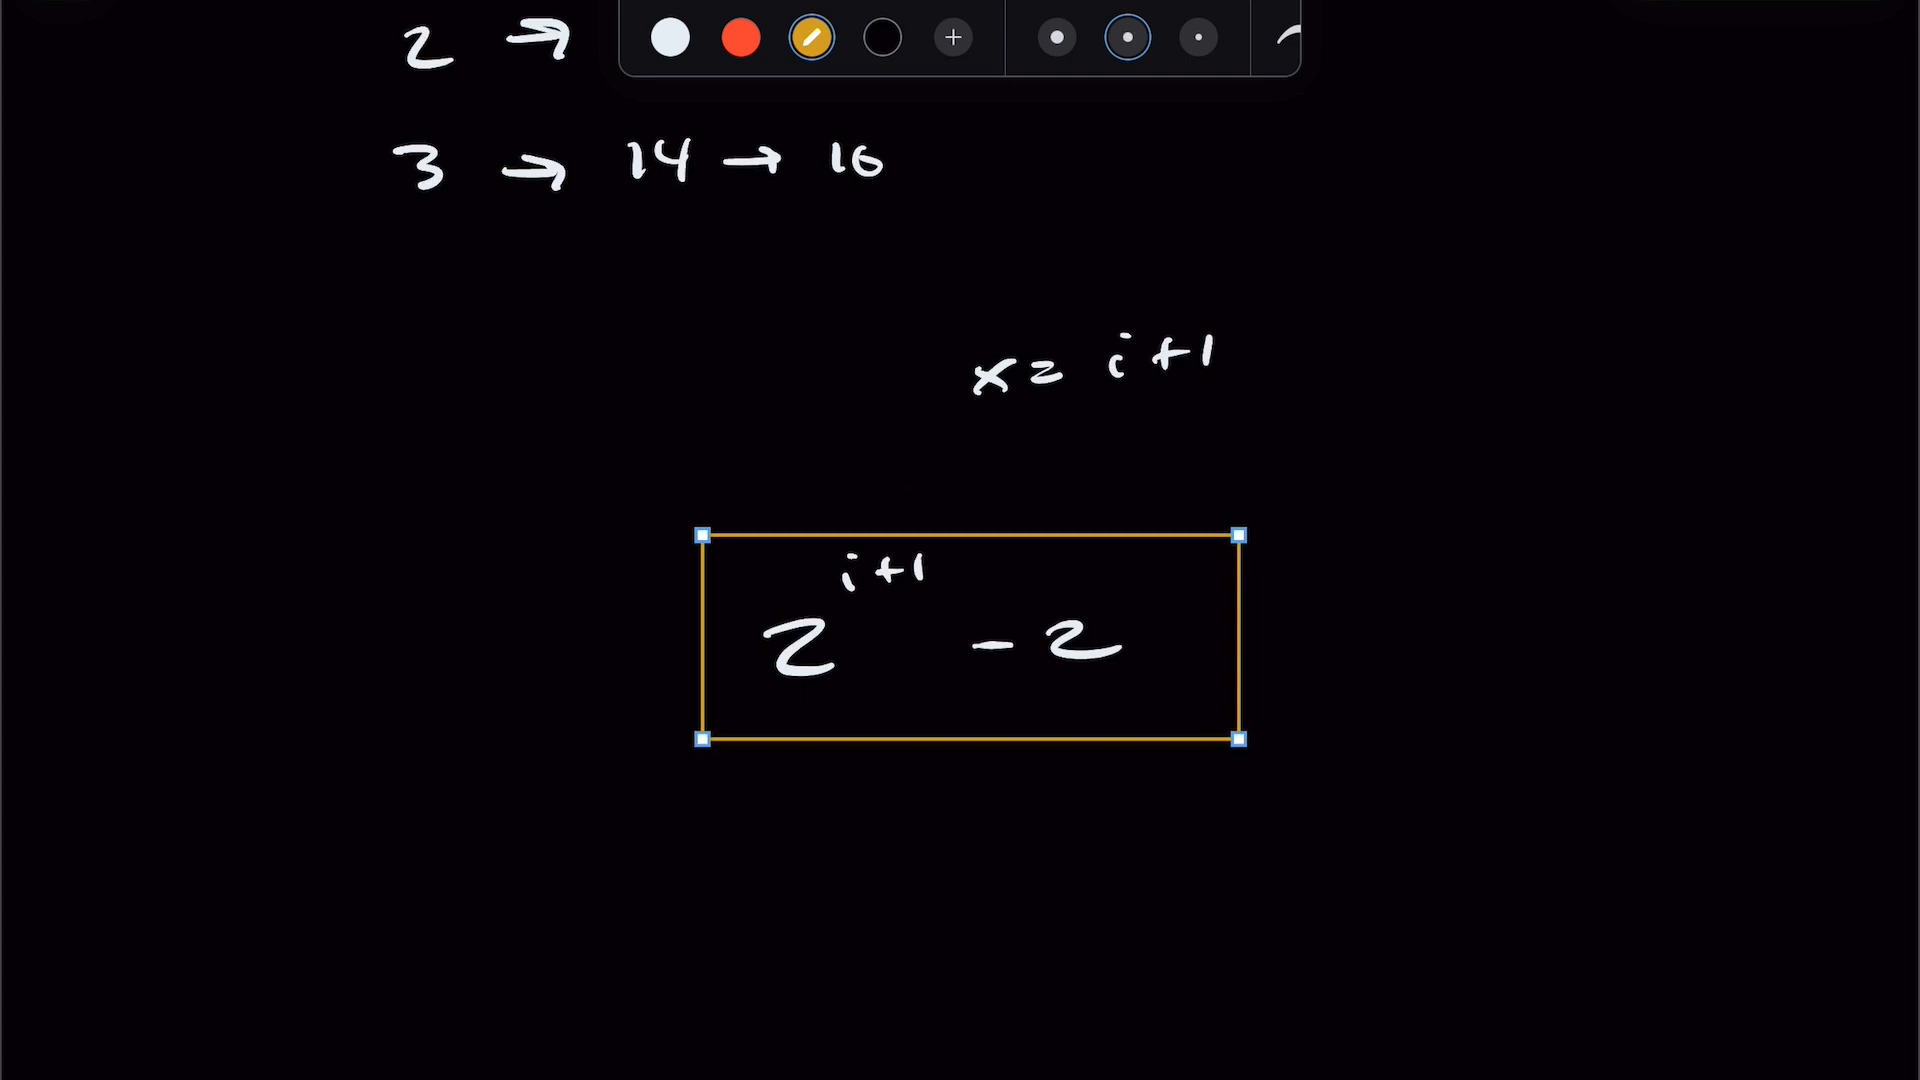 2 →
3 → 14 → 16
x = i+1
2^{i+1} - 2